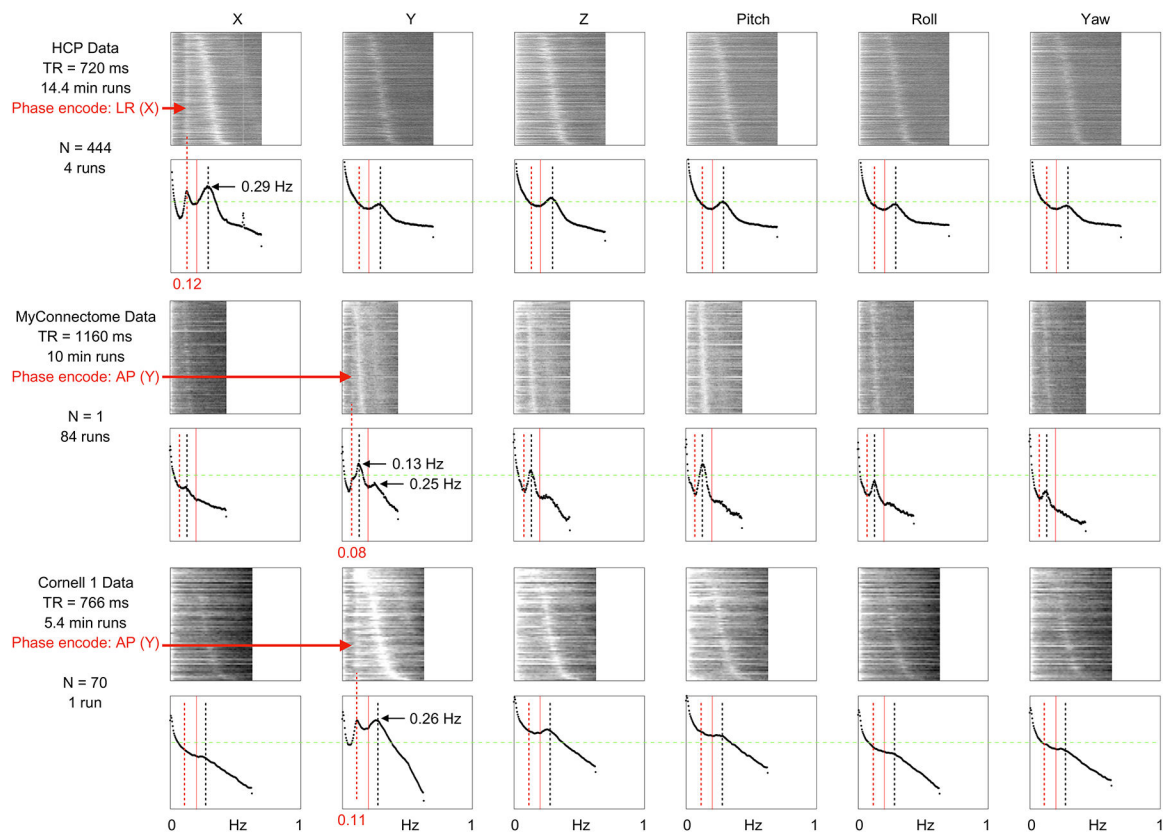 X Y Z Pitch Roll Yaw
HCP Data
TR = 720 ms
14.4 min runs
Phase encode: LR (X)
N = 444
4 runs
0.29 Hz
0.12
MyConnectome Data
TR = 1160 ms
10 min runs
Phase encode: AP (Y)
N = 1
84 runs
0.13 Hz
0.25 Hz
0.08
Cornell 1 Data
TR = 766 ms
5.4 min runs
Phase encode: AP (Y)
N = 70
1 run
0.26 Hz
0.11
0 Hz 1 0 Hz 1 0 Hz 1 0 Hz 1 0 Hz 1 0 Hz 1